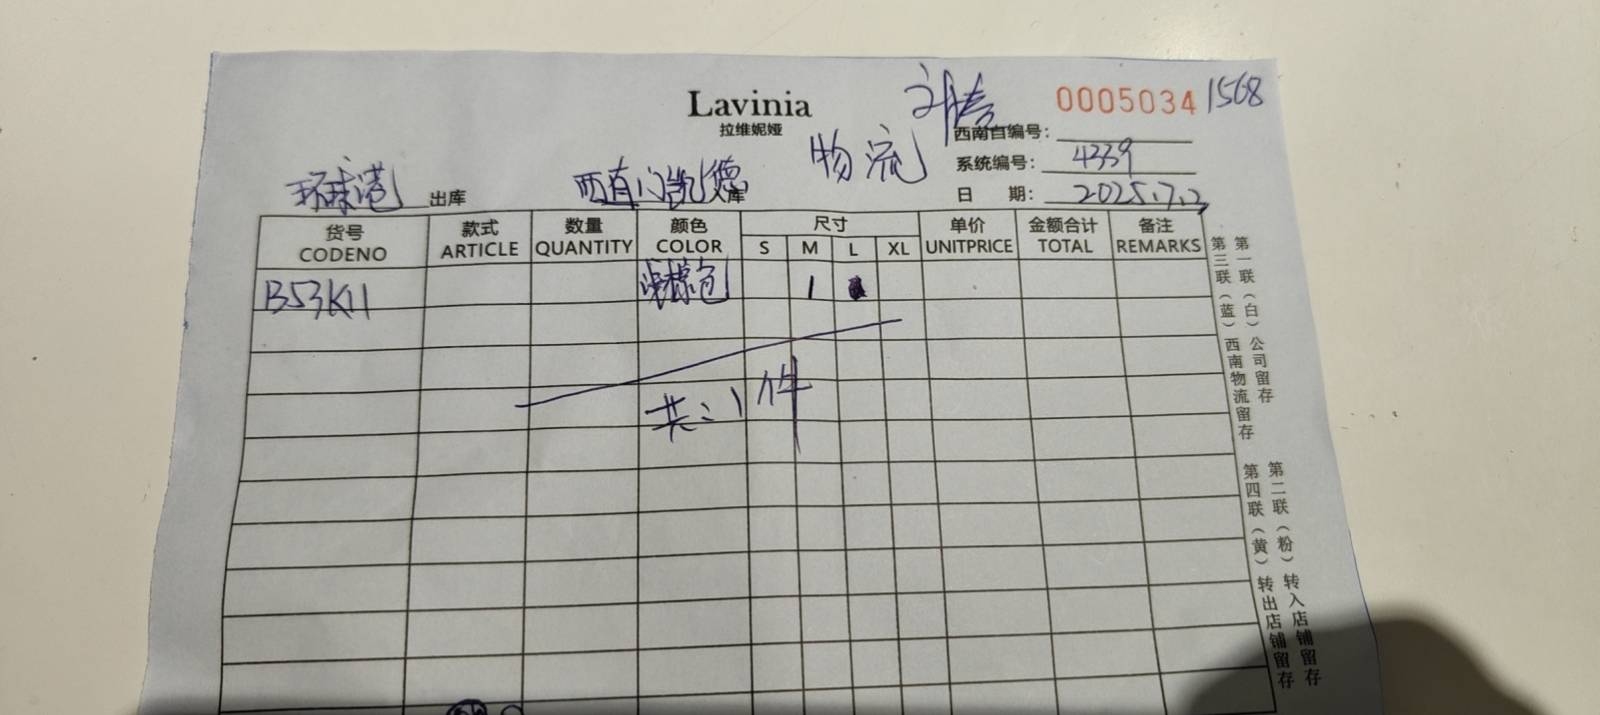 Lavinia
拉维妮娅
物流
0005034 1568
西南自编号：
系统编号： 4339
环球港 出库
西直门凯德 入库
日 期： 2025.7.2
货号 款式 数量 颜色 尺寸 单价 金额合计 备注
CODENO ARTICLE QUANTITY COLOR S M L XL UNITPRICE TOTAL REMARKS
B53K11 1
共：1件
第一联（白）公司留存
第三联（蓝）西南物流留存
第二联（粉）转入店铺留存
第四联（黄）转出店铺留存